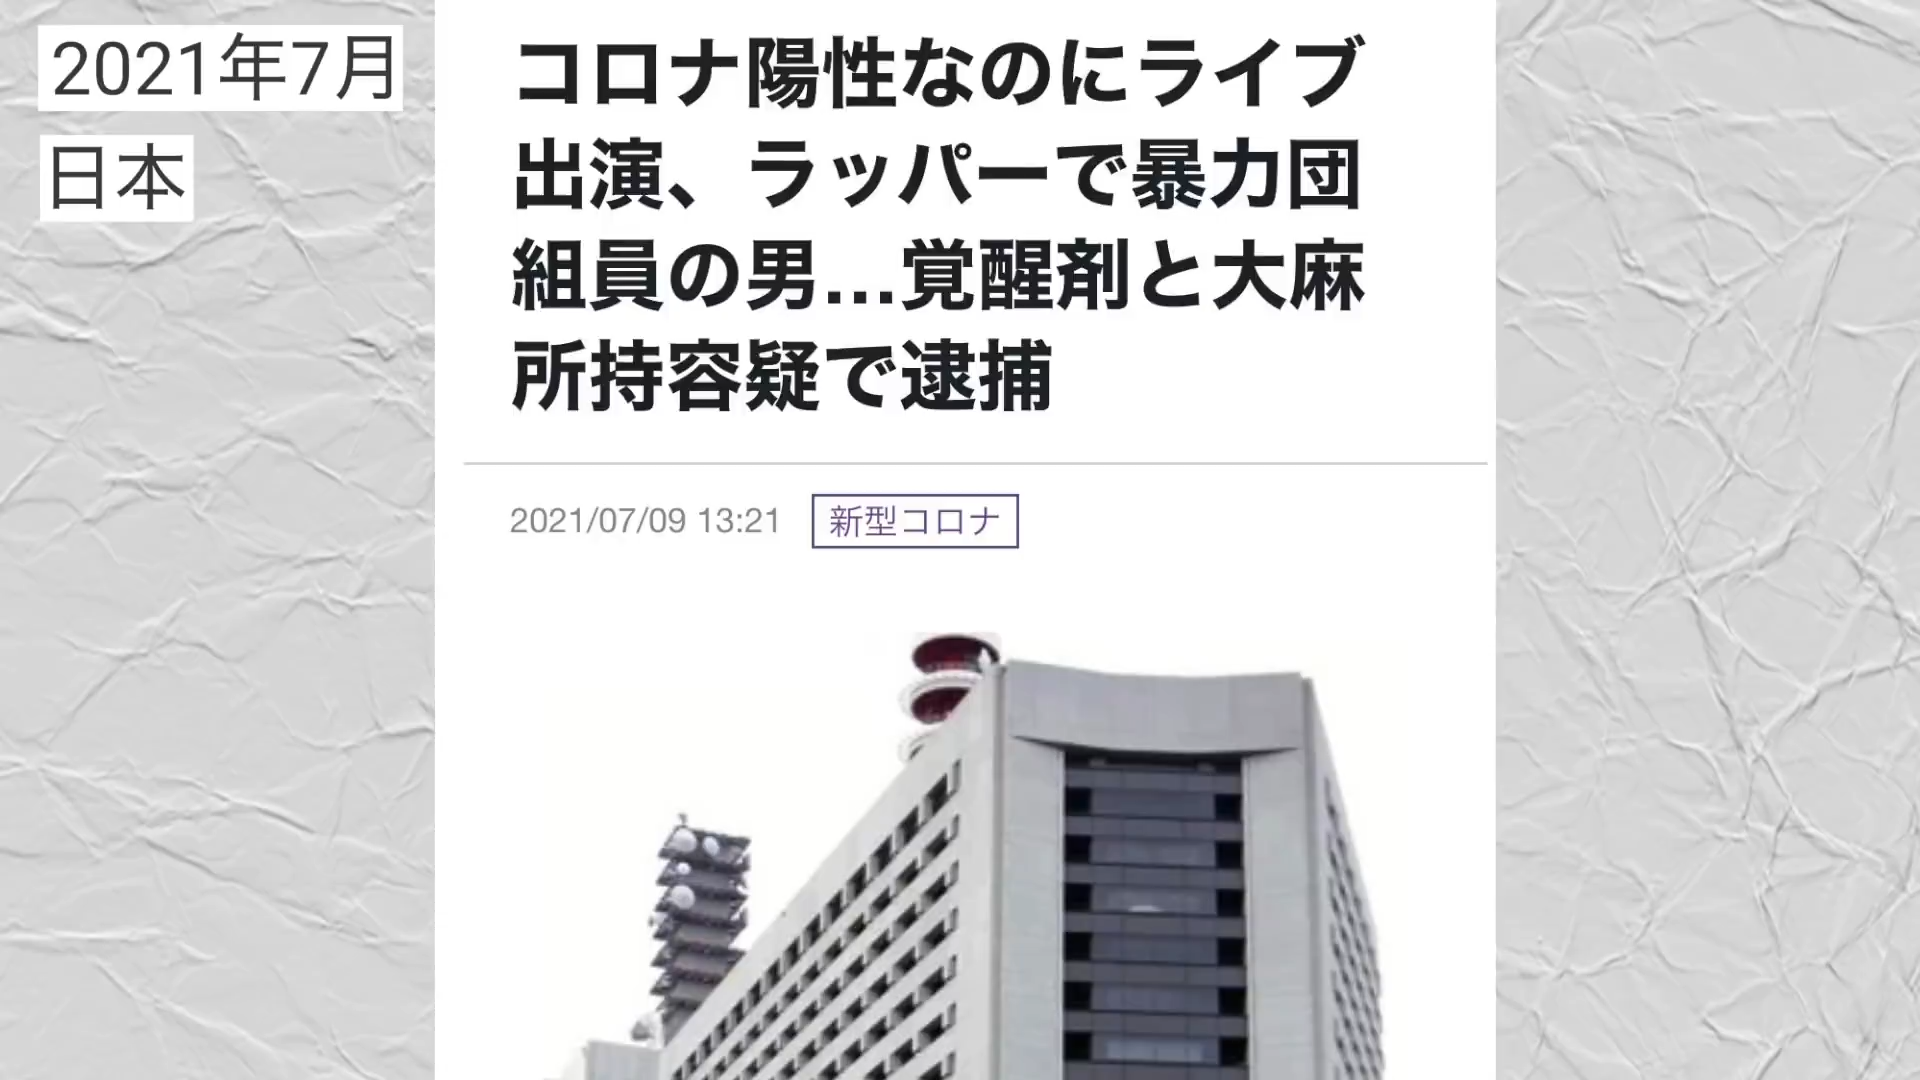 2021年7月
日本
コロナ陽性なのにライブ
出演、ラッパーで暴力団
組員の男…覚醒剤と大麻
所持容疑で逮捕
2021/07/09 13:21
新型コロナ